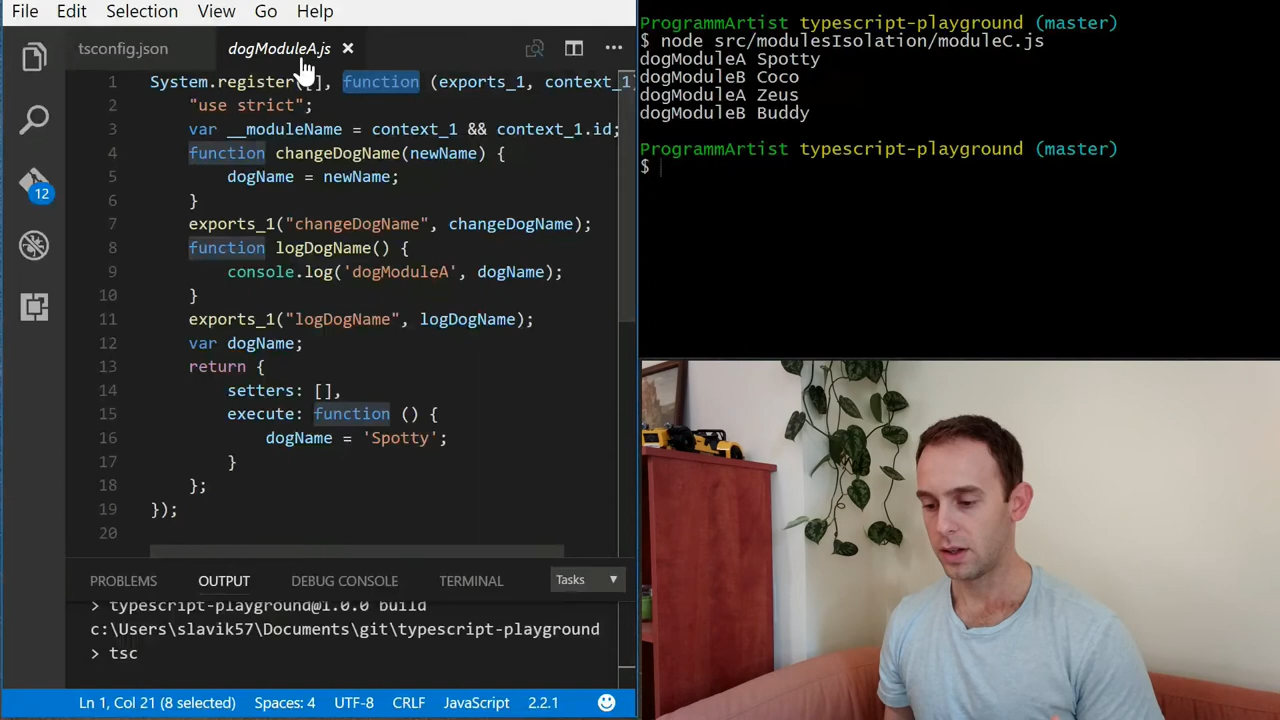 File Edit Selection View Go Help
tsconfig.json dogModuleA.js
1 System.register([], function (exports_1, context_1)
2 "use strict";
3 var __moduleName = context_1 && context_1.id;
4 function changeDogName(newName) {
5 dogName = newName;
6 }
7 exports_1("changeDogName", changeDogName);
8 function logDogName() {
9 console.log('dogModuleA', dogName);
10 }
11 exports_1("logDogName", logDogName);
12 var dogName;
13 return {
14 setters: [],
15 execute: function () {
16 dogName = 'Spotty';
17 }
18 };
19 });
20
12
PROBLEMS OUTPUT DEBUG CONSOLE TERMINAL Tasks
> typescript-playground@1.0.0 build
c:\Users\slavik57\Documents\git\typescript-playground
> tsc
Ln 1, Col 21 (8 selected) Spaces: 4 UTF-8 CRLF JavaScript 2.2.1
ProgrammArtist typescript-playground (master)
$ node src/modulesIsolation/moduleC.js
dogModuleA Spotty
dogModuleB Coco
dogModuleA Zeus
dogModuleB Buddy
ProgrammArtist typescript-playground (master)
$